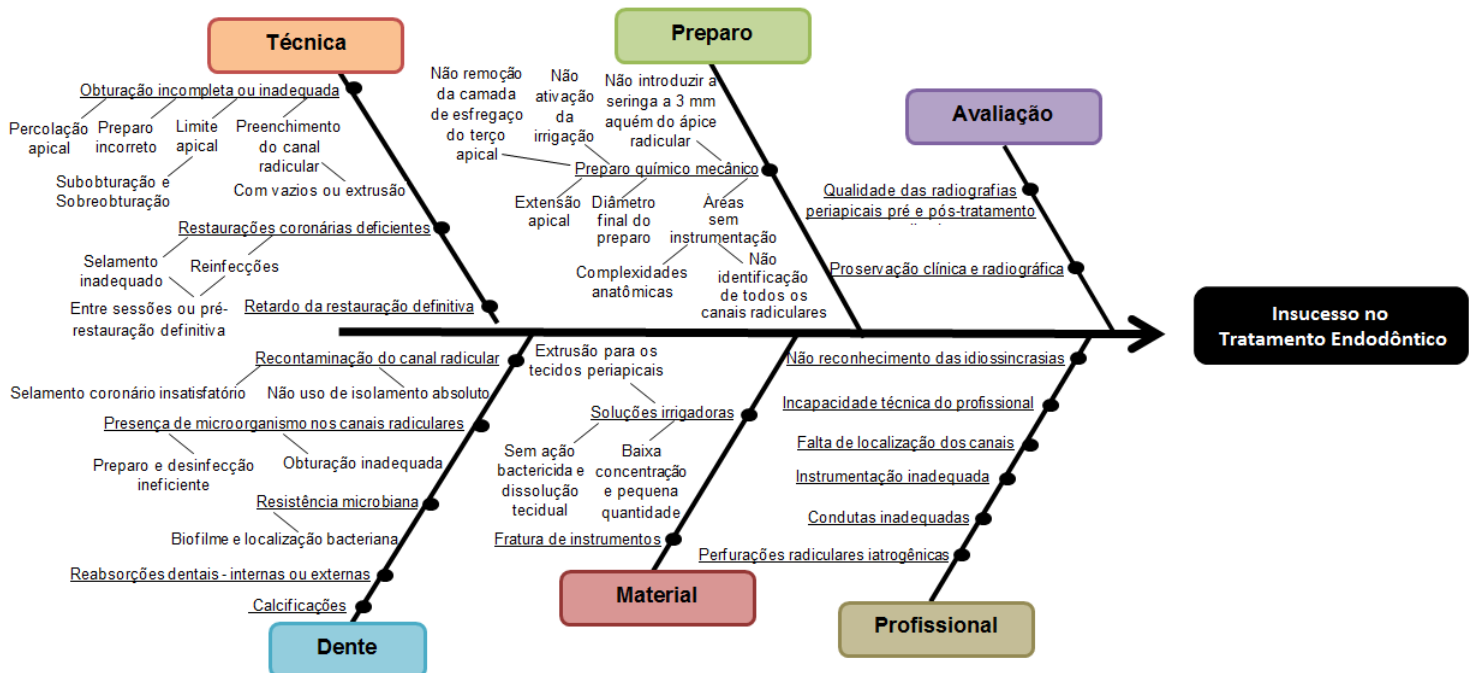 Técnica
Obturação incompleta ou inadequada
Percolação
apical
Preparo
incorreto
Limite
apical
Preenchimento
do canal
radicular
Subobturação e
Sobreobturação
Com vazios ou extrusão
Restaurações coronárias deficientes
Selamento
inadequado
Reinfecções
Entre sessões ou pré-
restauração definitiva
Retardo da restauração definitiva
Preparo
Não remoção
da camada
de esfregaço
do terço
apical
Não
ativação
da
irrigação
Não introduzir a
seringa a 3 mm
aquém do ápice
radicular
Preparo químico mecânico
Extensão
apical
Diâmetro
final do
preparo
Áreas
sem
instrumentação
Complexidades
anatômicas
Não
identificação
de todos os
canais radiculares
Avaliação
Qualidade das radiografias
periapicais pré e pós-tratamento
Proservação clínica e radiográfica
Insucesso no
Tratamento Endodôntico
Recontaminação do canal radicular
Selamento coronário insatisfatório
Não uso de isolamento absoluto
Presença de microorganismo nos canais radiculares
Preparo e desinfecção
ineficiente
Obturação inadequada
Resistência microbiana
Biofilme e localização bacteriana
Reabsorções dentais - internas ou externas
Calcificações
Dente
Extrusão para os
tecidos periapicais
Soluções irrigadoras
Sem ação
bactericida e
dissolução
tecidual
Baixa
concentração
e pequena
quantidade
Fratura de instrumentos
Material
Não reconhecimento das idiossincrasias
Incapacidade técnica do profissional
Falta de localização dos canais
Instrumentação inadequada
Condutas inadequadas
Perfurações radiculares iatrogênicas
Profissional